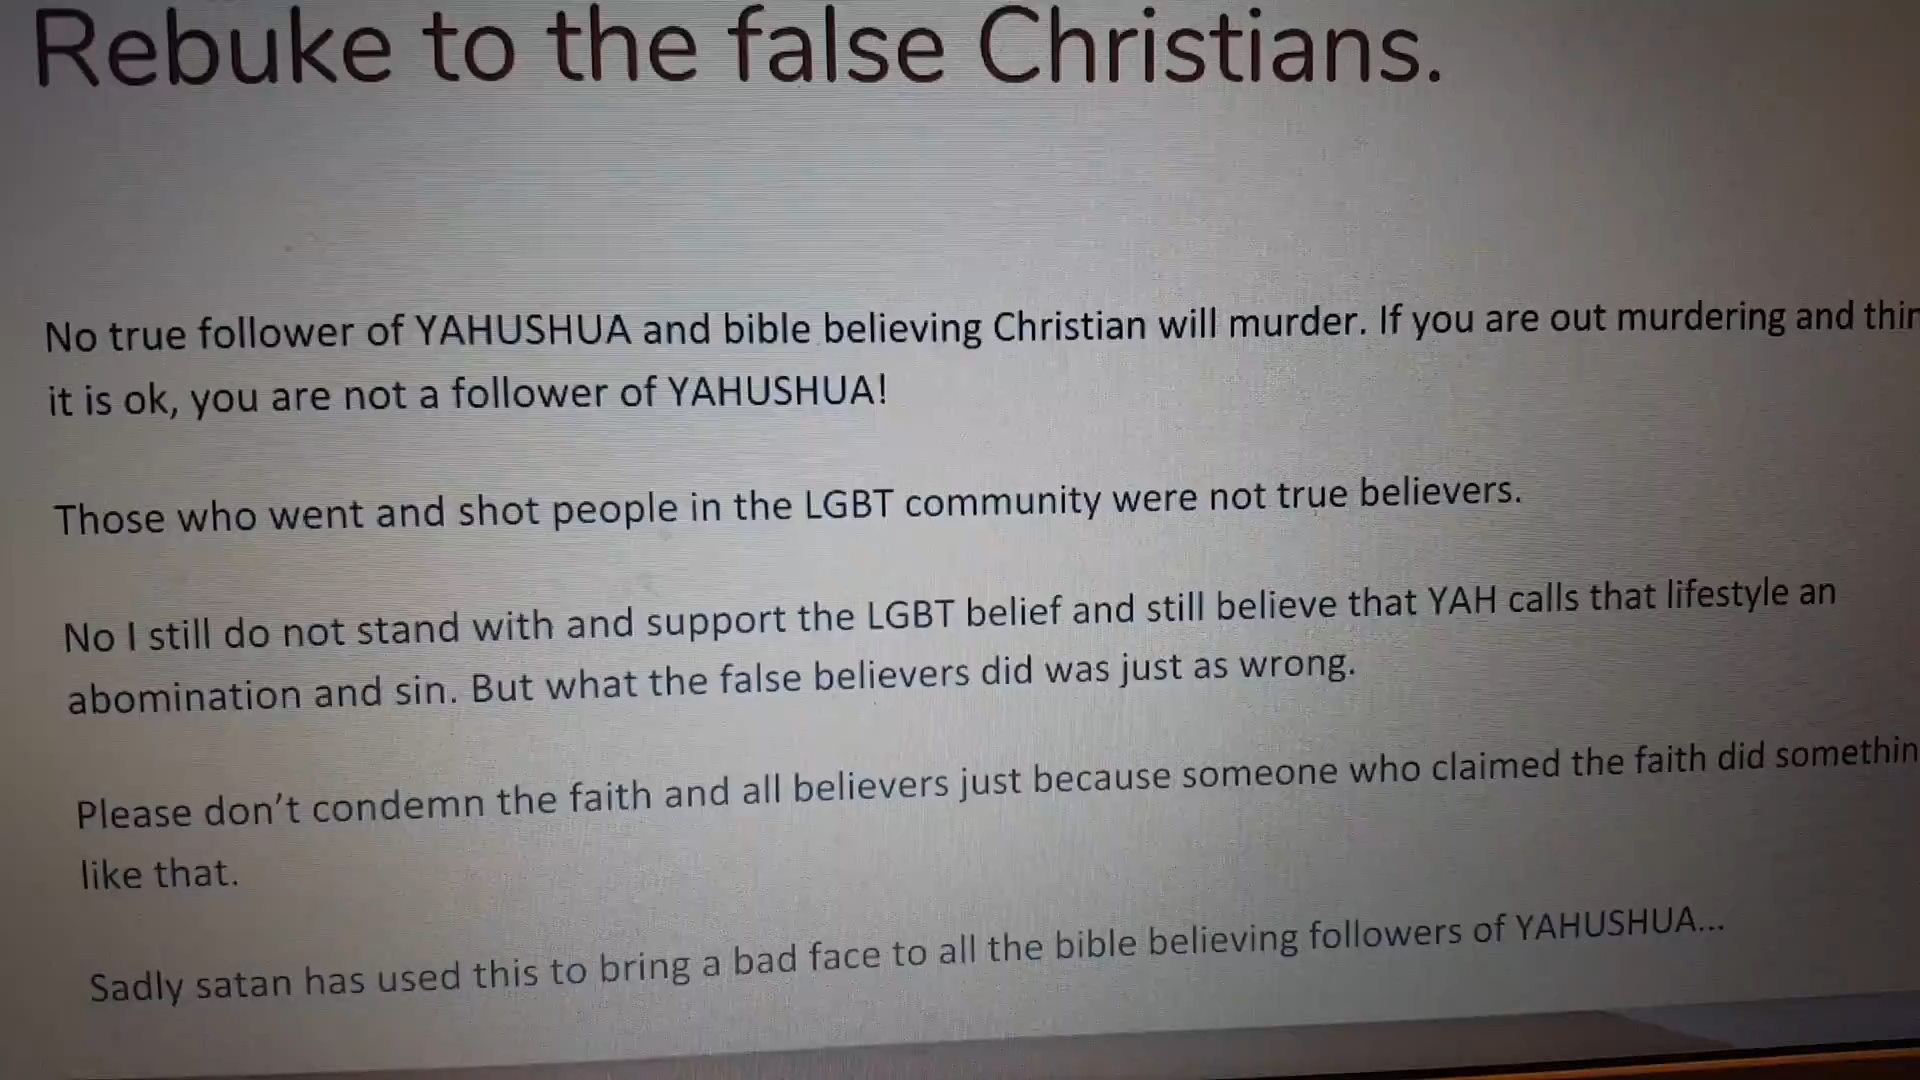 Rebuke to the false Christians.
No true follower of YAHUSHUA and bible believing Christian will murder. If you are out murdering and
it is ok, you are not a follower of YAHUSHUA!
Those who went and shot people in the LGBT community were not true believers.
No I still do not stand with and support the LGBT belief and still believe that YAH calls that lifestyle an
abomination and sin. But what the false believers did was just as wrong.
Please don't condemn the faith and all believers just because someone who claimed the faith did somethin
like that.
Sadly satan has used this to bring a bad face to all the bible believing followers of YAHUSHUA...